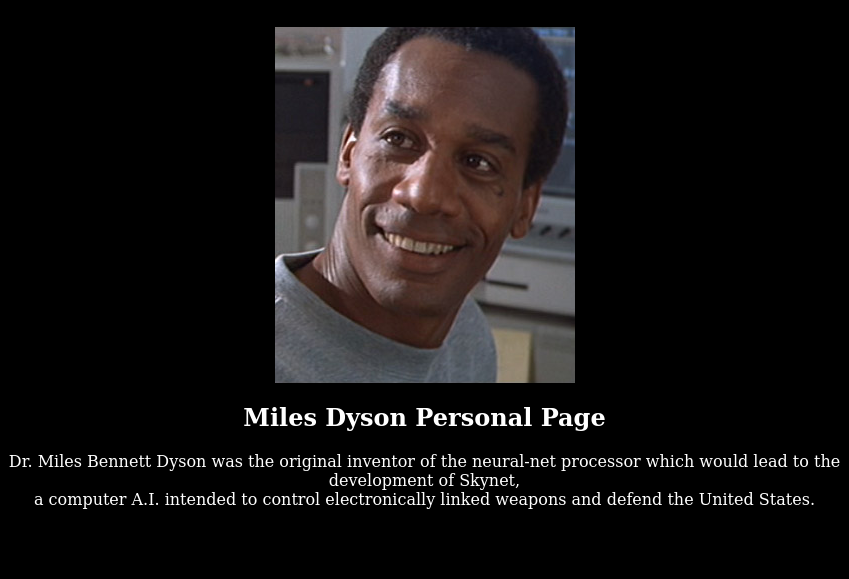 Miles Dyson Personal Page
Dr. Miles Bennett Dyson was the original inventor of the neural-net processor which would lead to the
development of Skynet,
a computer A.I. intended to control electronically linked weapons and defend the United States.